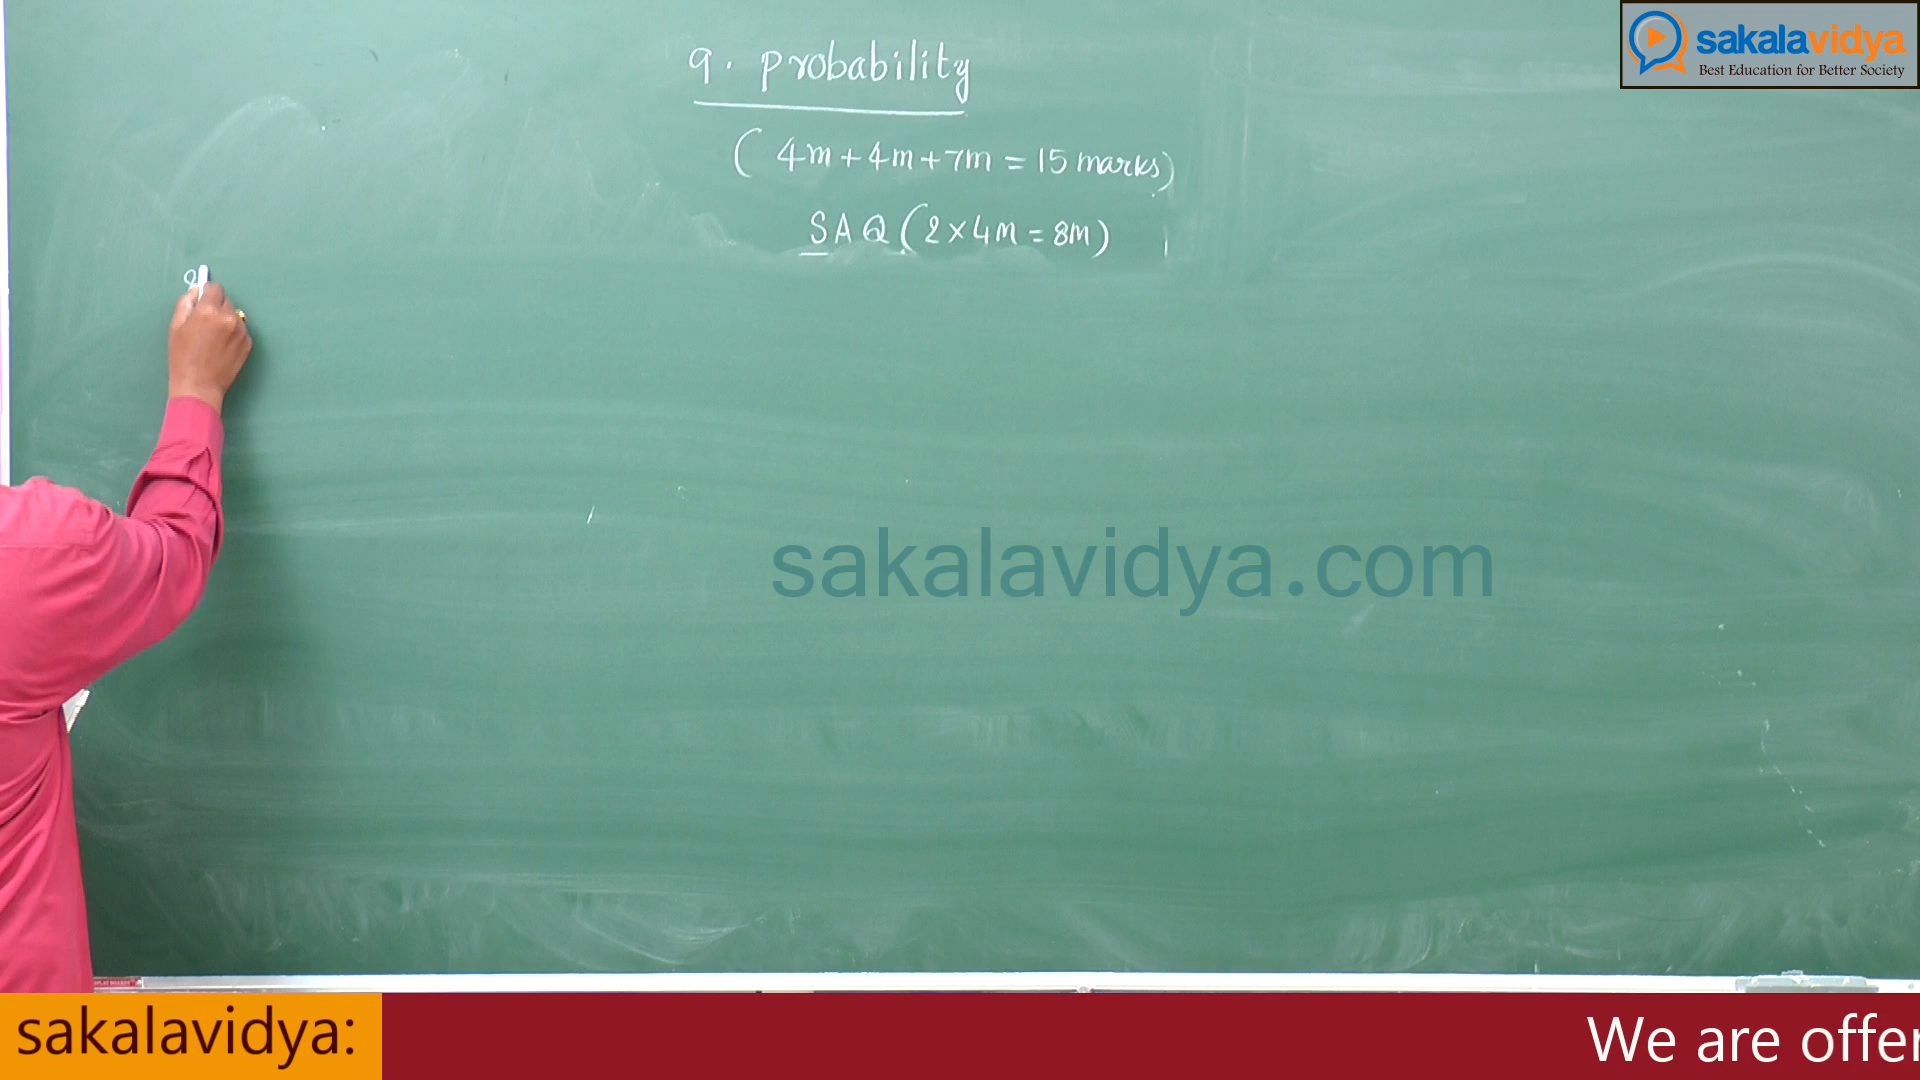 sakalavidya
Best Education for Better Society
9. probability
( 4m + 4m + 7m = 15 marks)
SAQ (2 × 4m = 8m)
sakalavidya.com
sakalavidya:
We are offer